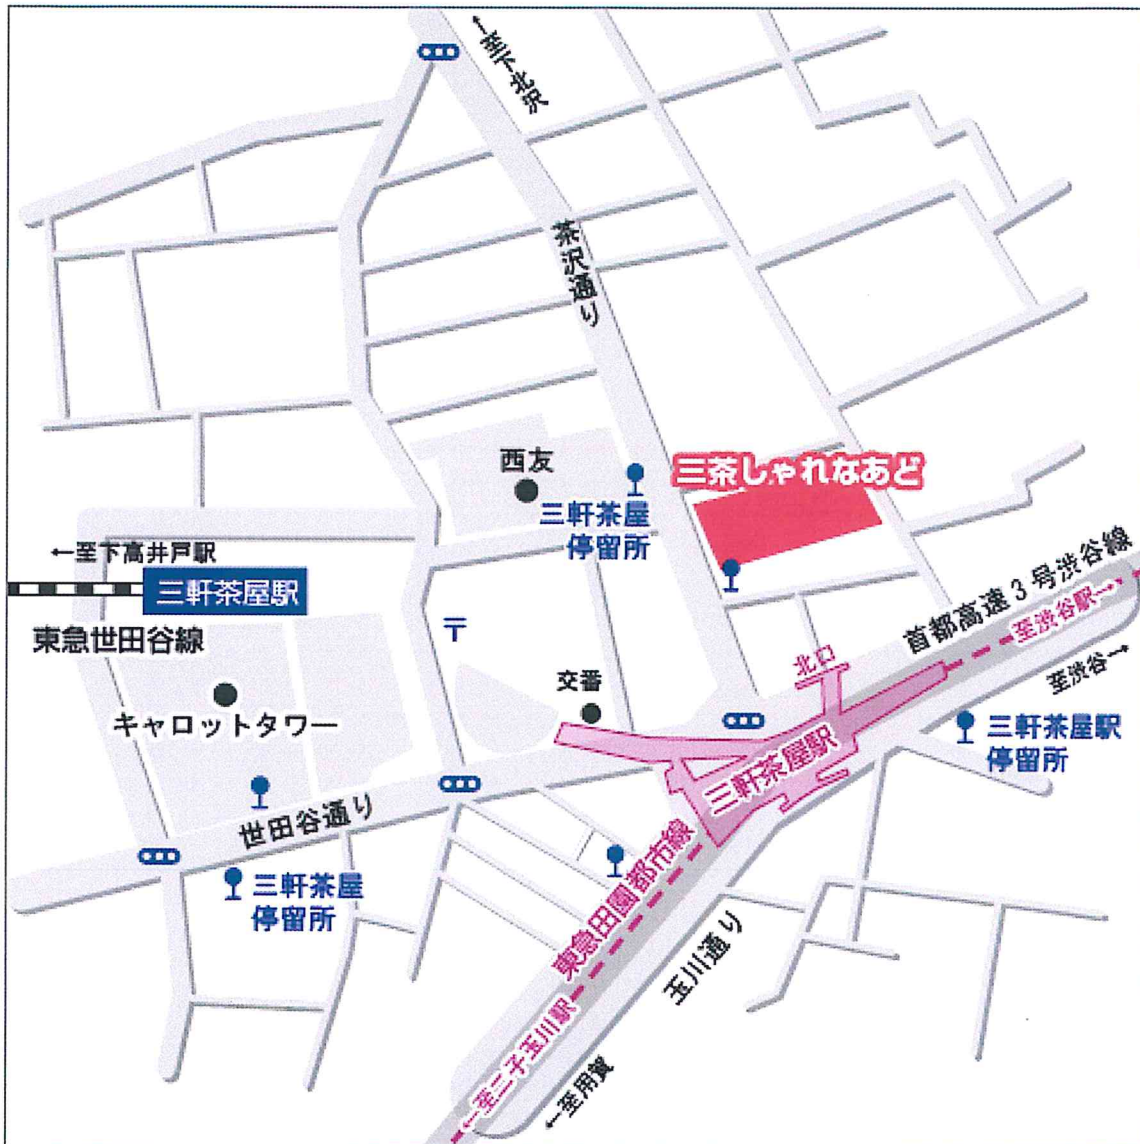 ←至下北沢
茶沢通り
西友
三軒茶屋
停留所
三茶しゃれなあど
←至下高井戸駅
三軒茶屋駅
東急世田谷線
〒
キャロットタワー
交番
北口
首都高速3号渋谷線
至渋谷駅→
至渋谷→
三軒茶屋駅
三軒茶屋駅
停留所
世田谷通り
三軒茶屋
停留所
東急田園都市線
玉川通り
←至二子玉川駅
←至用賀